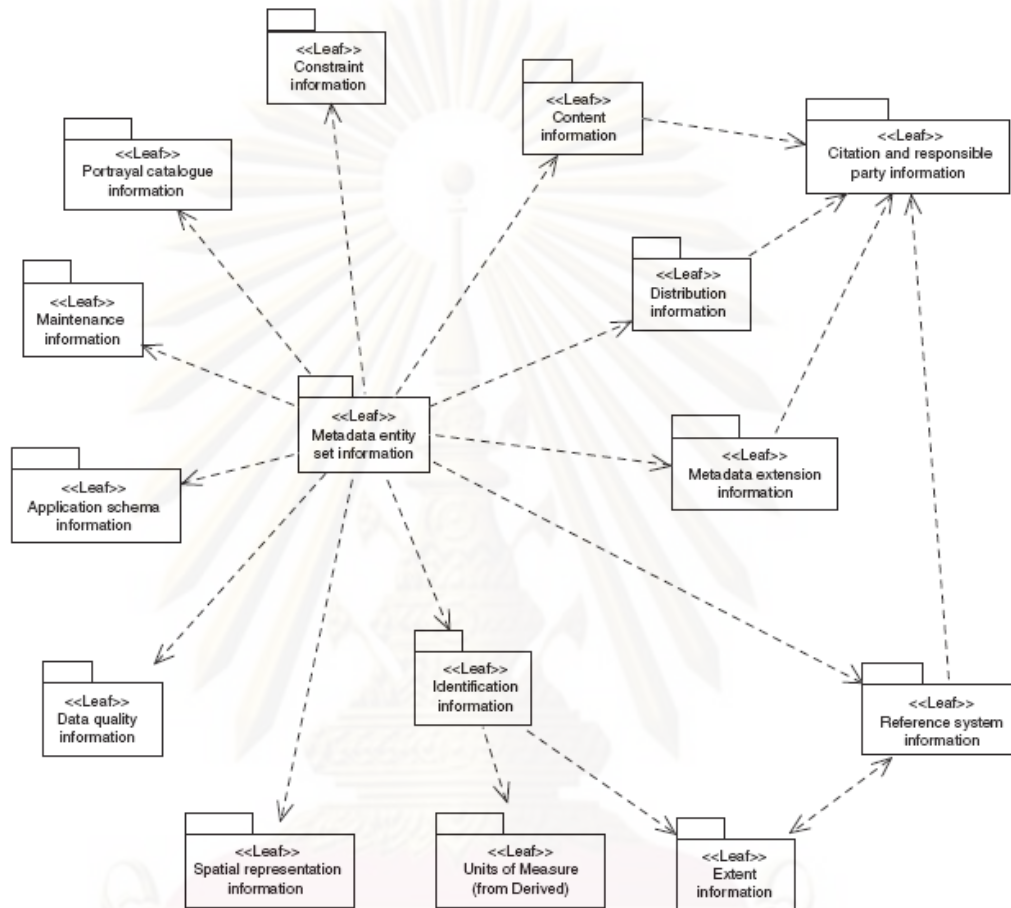 <<Leaf>>
Constraint
information
<<Leaf>>
Content
information
<<Leaf>>
Citation and responsible
party information
<<Leaf>>
Portrayal catalogue
information
<<Leaf>>
Maintenance
information
<<Leaf>>
Distribution
information
<<Leaf>>
Metadata entity
set information
<<Leaf>>
Metadata extension
information
<<Leaf>>
Application schema
information
<<Leaf>>
Data quality
information
<<Leaf>>
Identification
information
<<Leaf>>
Reference system
information
<<Leaf>>
Spatial representation
information
<<Leaf>>
Units of Measure
(from Derived)
<<Leaf>>
Extent
information